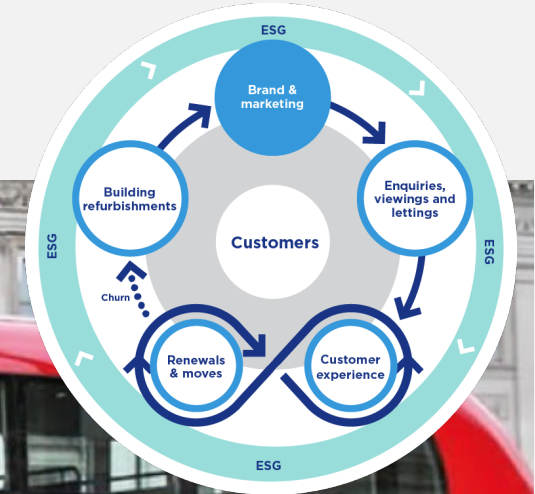 ESG
Brand &
marketing
Building
refurbishments
Enquiries,
viewings and
lettings
Customers
ESG
ESG
Churn
Renewals
& moves
Customer
experience
ESG